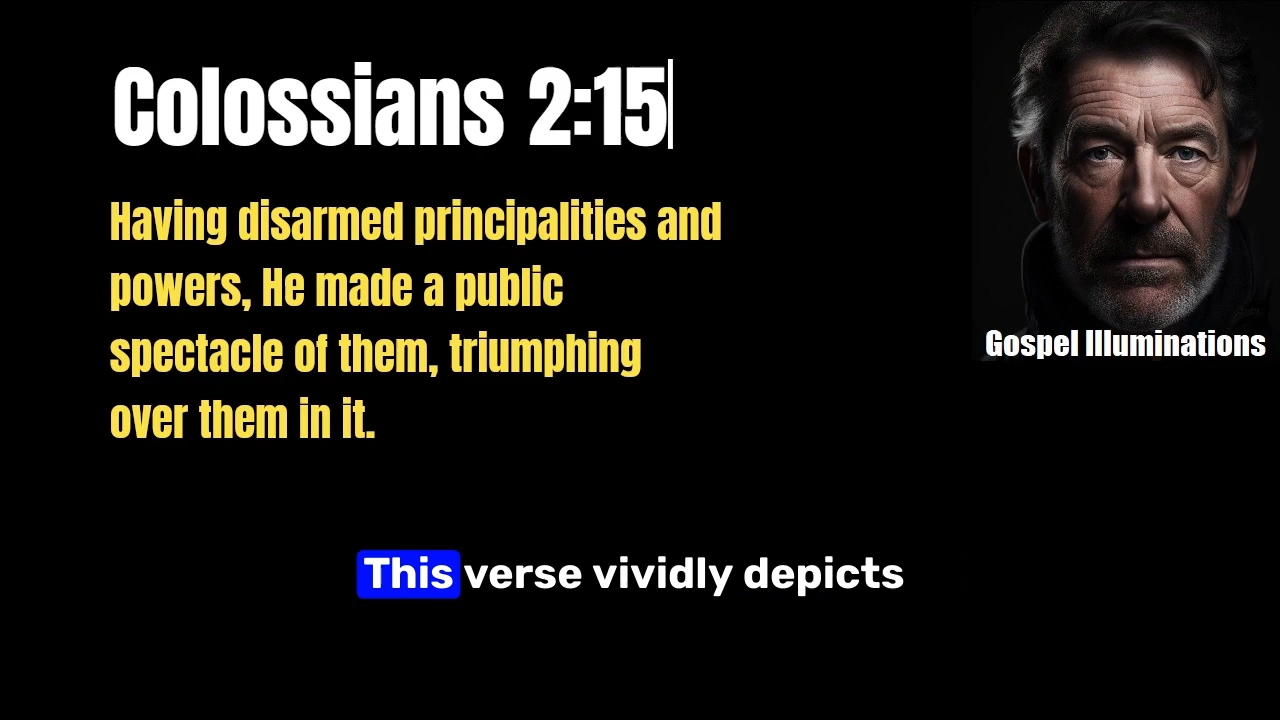 Colossians 2:15
Having disarmed principalities and
powers, He made a public
spectacle of them, triumphing
over them in it.
Gospel Illuminations
This verse vividly depicts